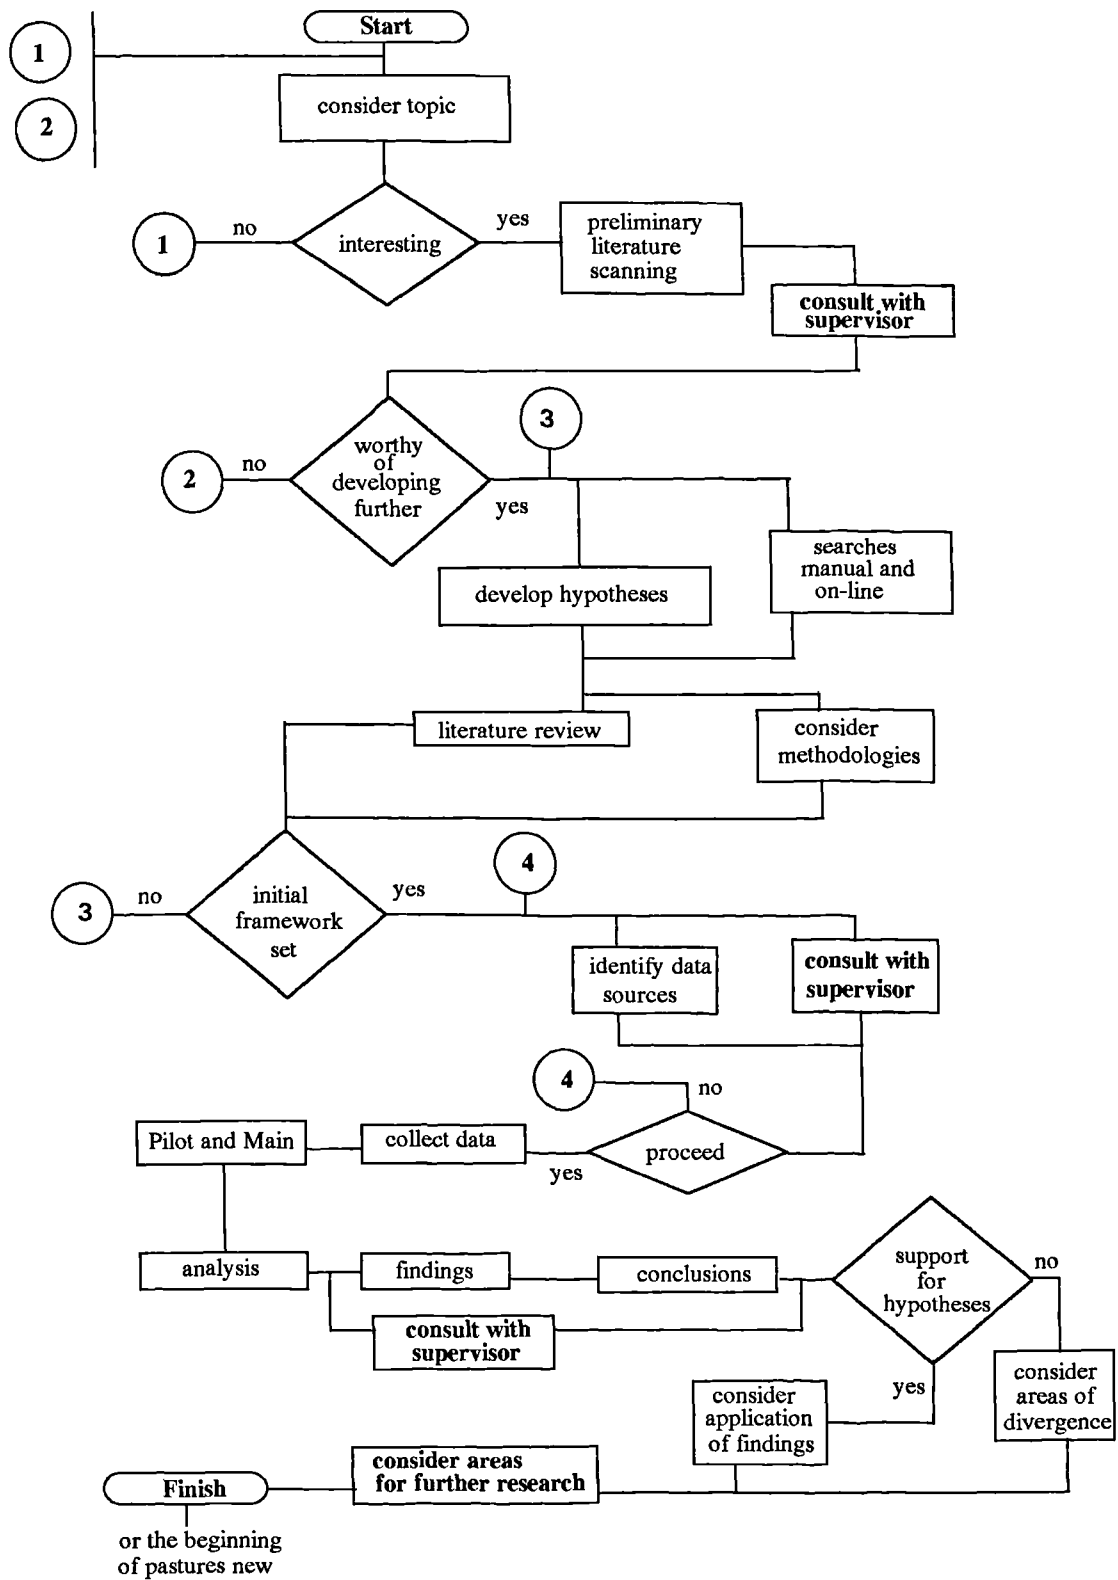 Start
1
consider topic
2
no
yes
1
interesting
preliminary
literature
scanning
consult with
supervisor
3
worthy
of
developing
further
no
2
yes
searches
manual and
on-line
develop hypotheses
literature review
consider
methodologies
4
no
yes
3
initial
framework
set
identify data
sources
consult with
supervisor
4
no
Pilot and Main
collect data
yes
proceed
analysis
findings
conclusions
support
for
hypotheses
no
consult with
supervisor
yes
consider
areas of
divergence
consider
application
of findings
consider areas
for further research
Finish
or the beginning
of pastures new